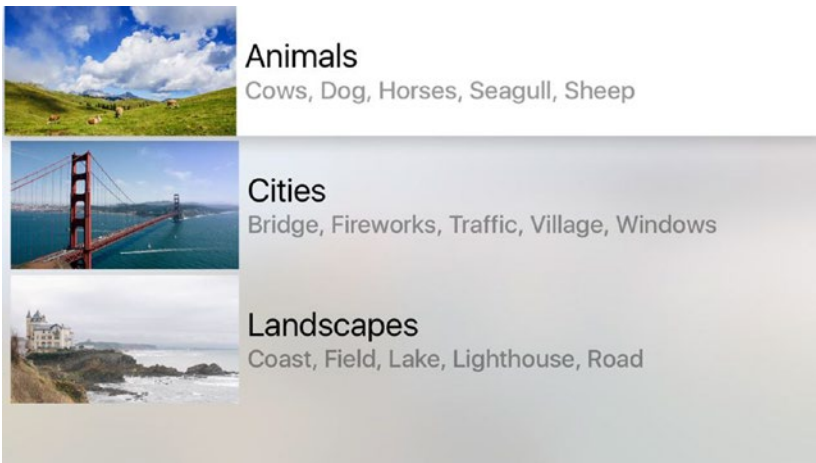 Animals
Cows, Dog, Horses, Seagull, Sheep
Cities
Bridge, Fireworks, Traffic, Village, Windows
Landscapes
Coast, Field, Lake, Lighthouse, Road